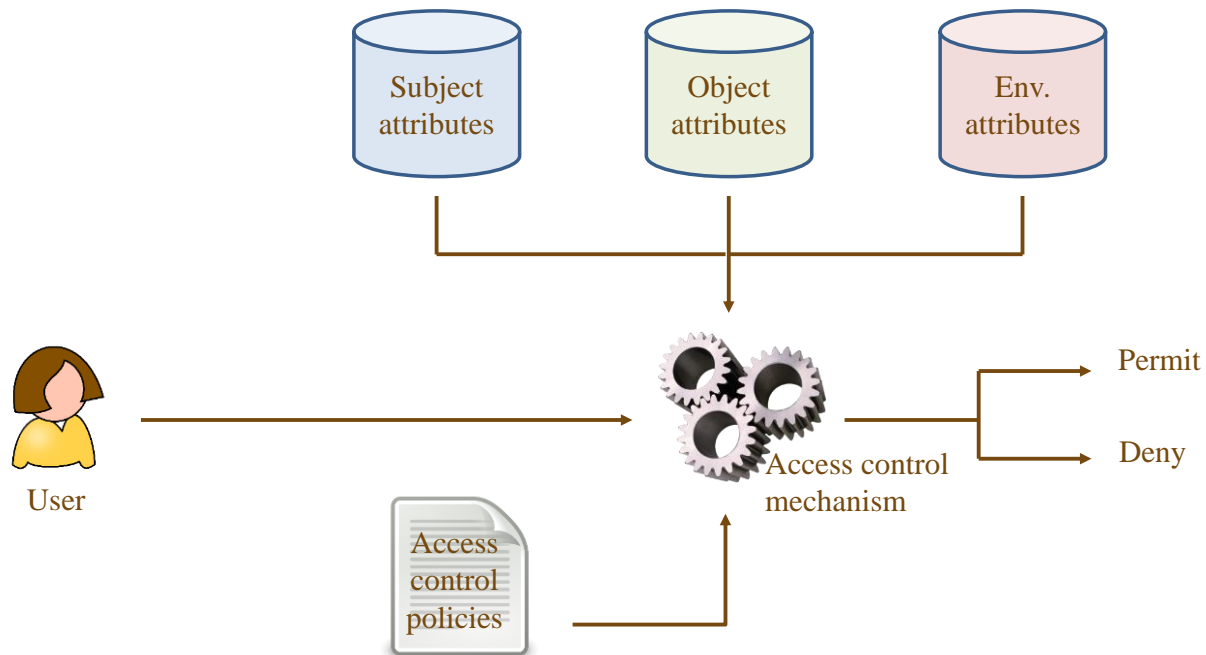 Subject
attributes
Object
attributes
Env.
attributes
Permit
Deny
Access control
mechanism
User
Access
control
policies